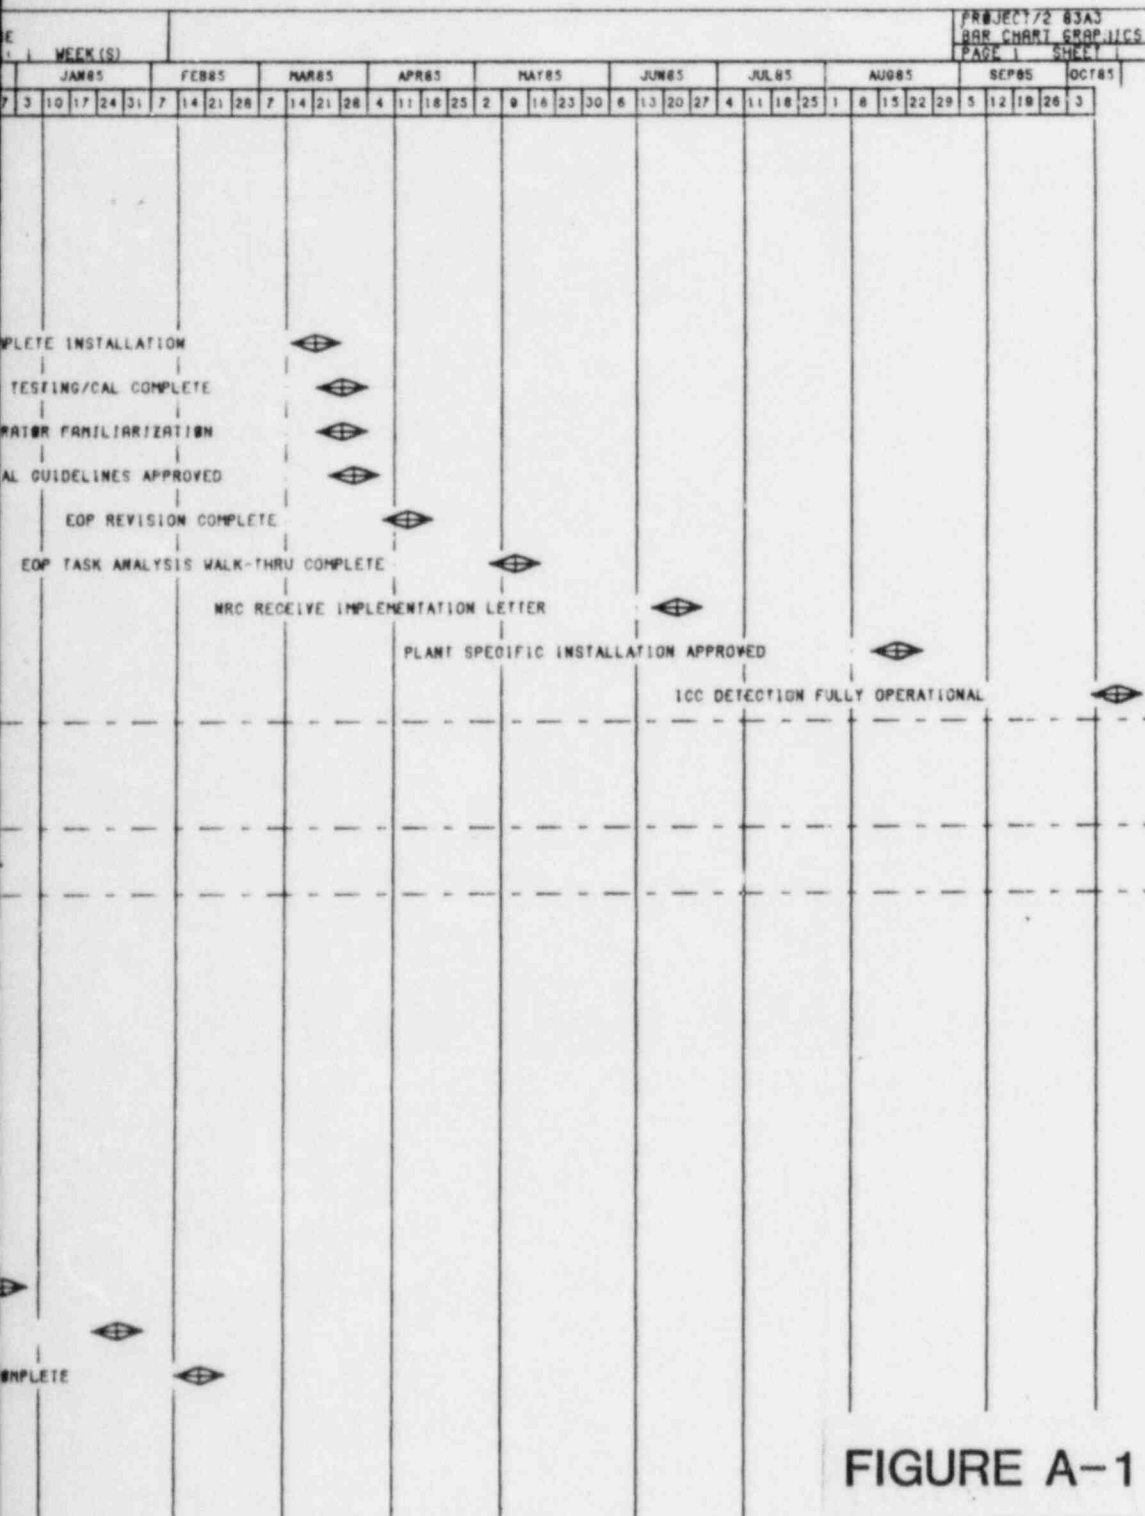 PROJECT/2 83A3
BAR CHART GRAPHICS
E
WEEK(S)
PAGE 1 SHEET 1
JAN85 FEB85 MAR85 APR85 MAY85 JUN85 JUL85 AUG85 SEP85 OCT85
7 3 10 17 24 31 7 14 21 28 7 14 21 28 4 11 18 25 2 9 16 23 30 6 13 20 27 4 11 18 25 1 8 15 22 29 5 12 19 26 3
MPLETE INSTALLATION
TESTING/CAL COMPLETE
RATOR FAMILIARIZATION
AL GUIDELINES APPROVED
EOP REVISION COMPLETE
EOP TASK ANALYSIS WALK-THRU COMPLETE
NRC RECEIVE IMPLEMENTATION LETTER
PLANT SPECIFIC INSTALLATION APPROVED
ICC DETECTION FULLY OPERATIONAL
OMPLETE
FIGURE A-1